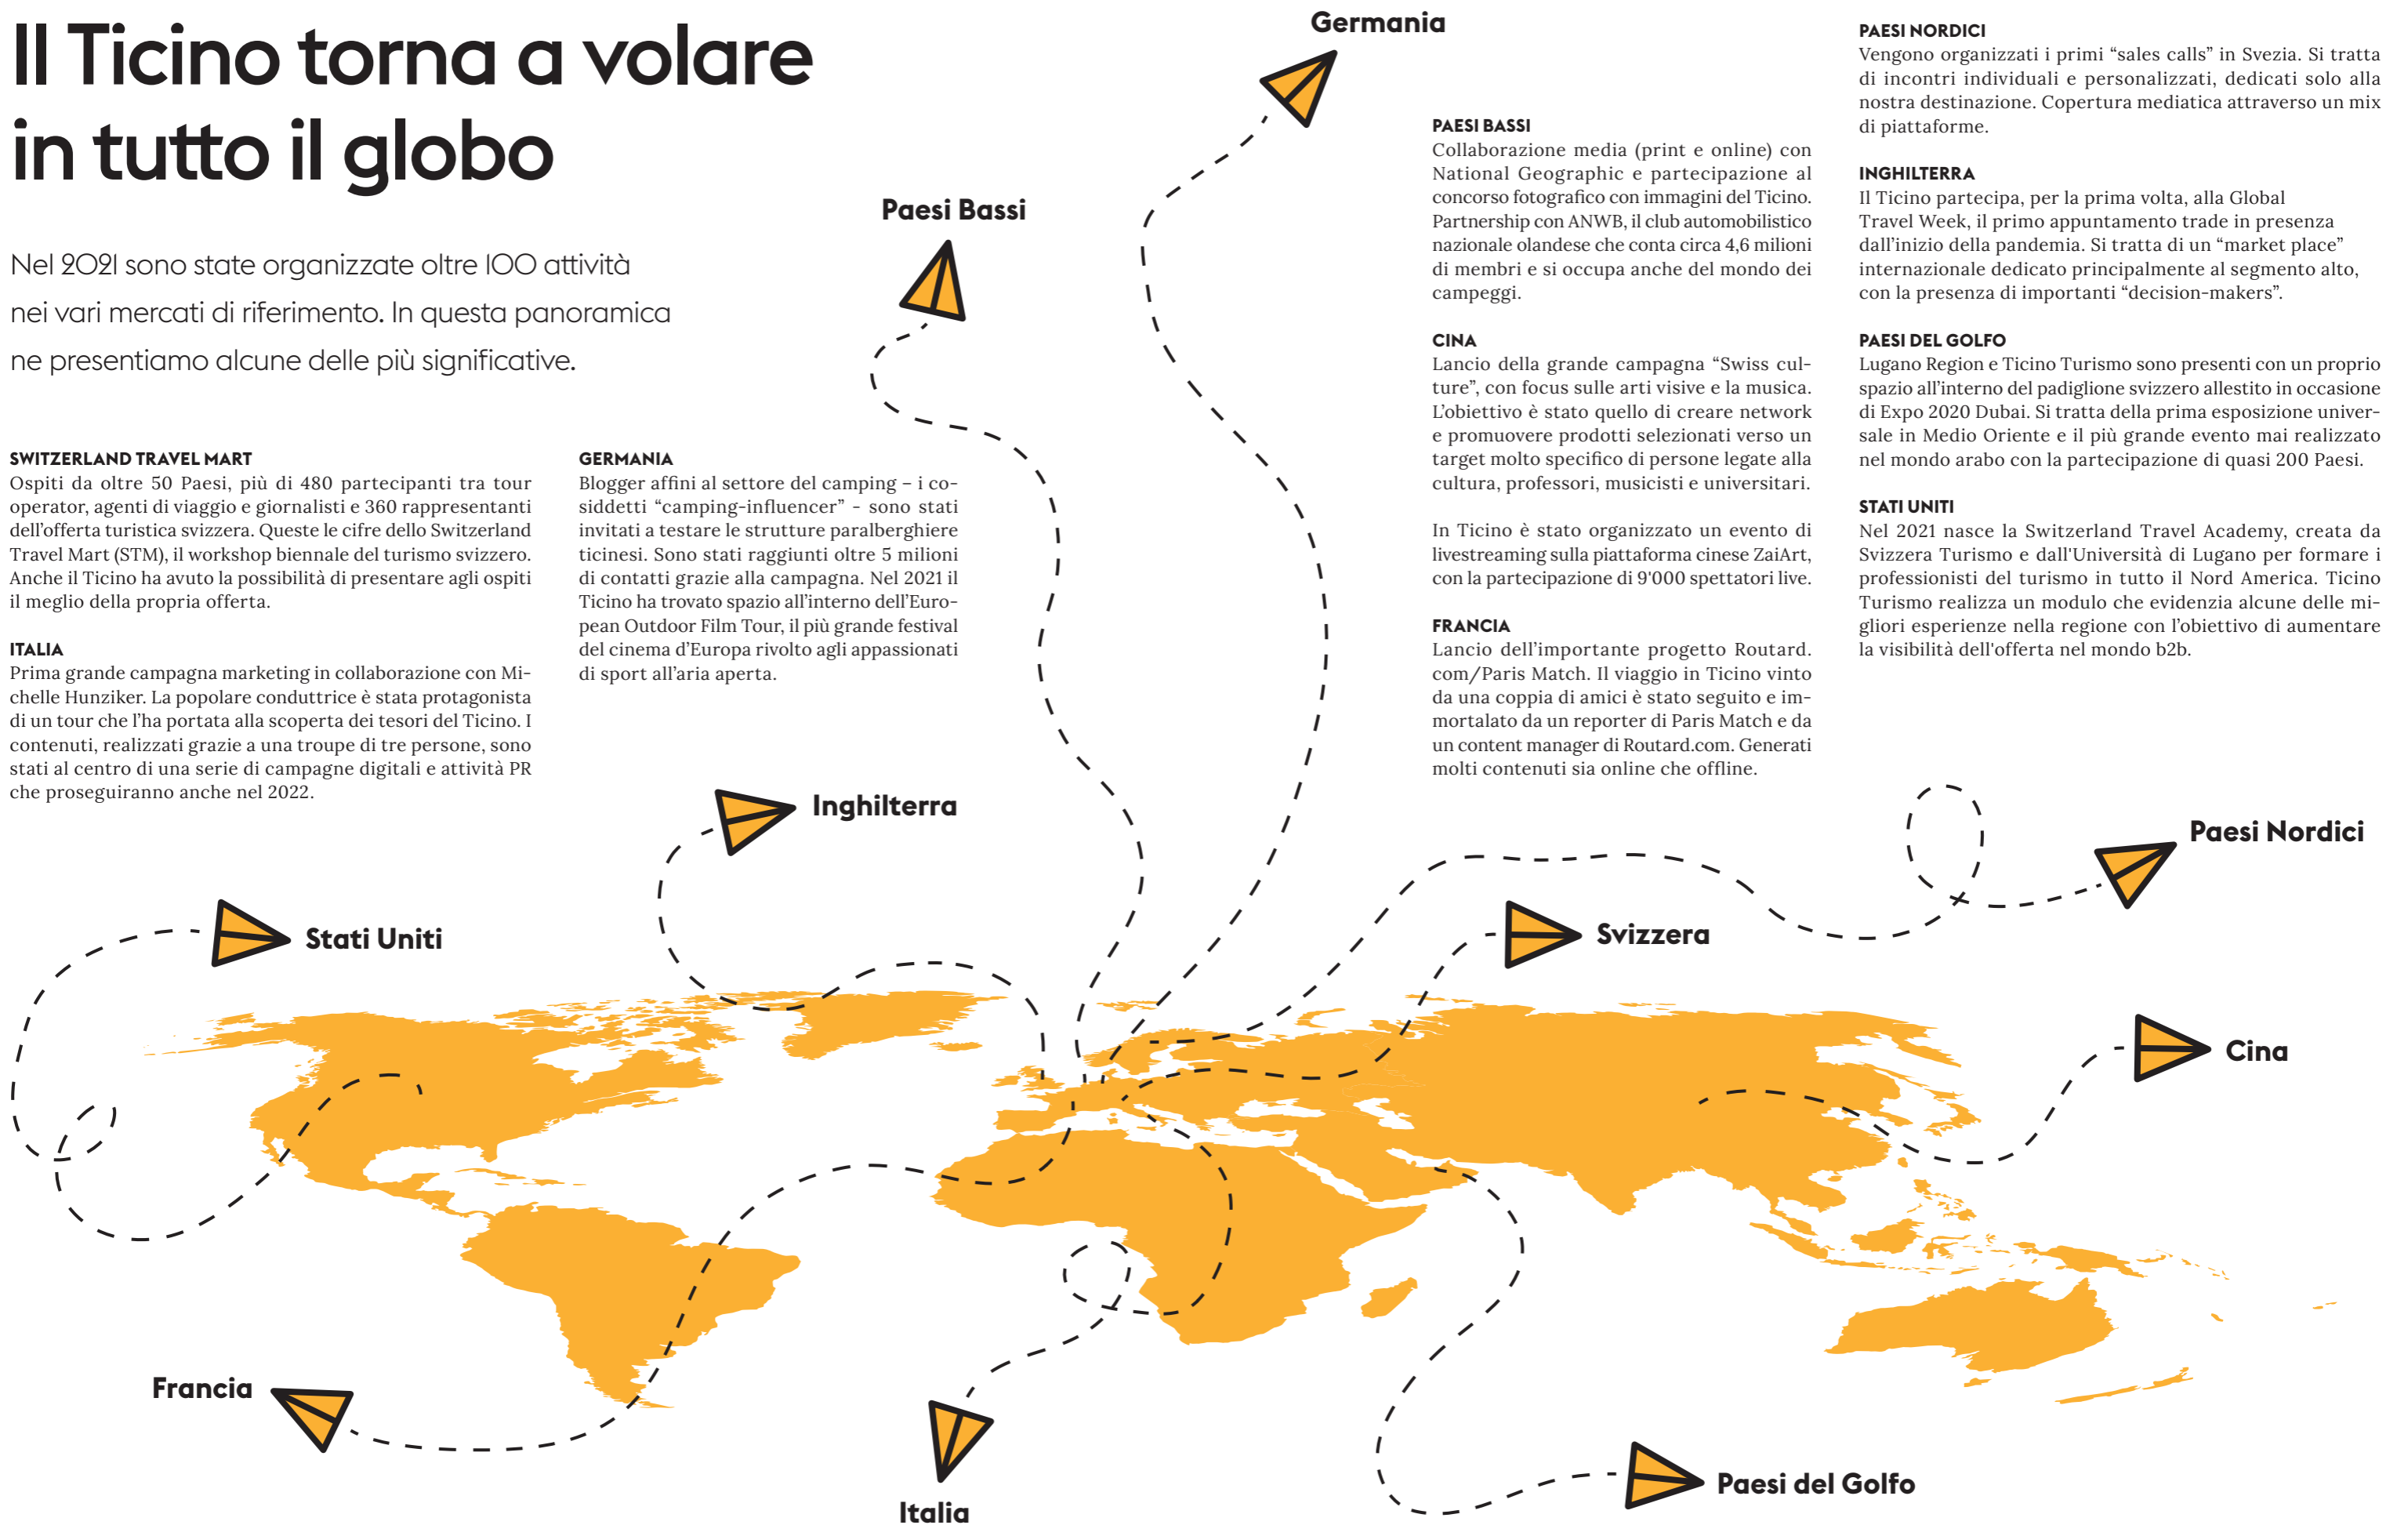 Il Ticino torna a volare
in tutto il globo
Nel 2021 sono state organizzate oltre 100 attività
nei vari mercati di riferimento. In questa panoramica
ne presentiamo alcune delle più significative.
SWITZERLAND TRAVEL MART
Ospiti da oltre 50 Paesi, più di 480 partecipanti tra tour
operator, agenti di viaggio e giornalisti e 360 rappresentanti
dell’offerta turistica svizzera. Queste le cifre dello Switzerland
Travel Mart (STM), il workshop biennale del turismo svizzero.
Anche il Ticino ha avuto la possibilità di presentare agli ospiti
il meglio della propria offerta.
ITALIA
Prima grande campagna marketing in collaborazione con Mi-
chelle Hunziker. La popolare conduttrice è stata protagonista
di un tour che l’ha portata alla scoperta dei tesori del Ticino. I
contenuti, realizzati grazie a una troupe di tre persone, sono
stati al centro di una serie di campagne digitali e attività PR
che proseguiranno anche nel 2022.
GERMANIA
Blogger affini al settore del camping – i co-
siddetti “camping-influencer” - sono stati
invitati a testare le strutture paralberghiere
ticinesi. Sono stati raggiunti oltre 5 milioni
di contatti grazie alla campagna. Nel 2021 il
Ticino ha trovato spazio all’interno dell’Euro-
pean Outdoor Film Tour, il più grande festival
del cinema d’Europa rivolto agli appassionati
di sport all’aria aperta.
PAESI BASSI
Collaborazione media (print e online) con
National Geographic e partecipazione al
concorso fotografico con immagini del Ticino.
Partnership con ANWB, il club automobilistico
nazionale olandese che conta circa 4,6 milioni
di membri e si occupa anche del mondo dei
campeggi.
CINA
Lancio della grande campagna “Swiss cul-
ture”, con focus sulle arti visive e la musica.
L’obiettivo è stato quello di creare network
e promuovere prodotti selezionati verso un
target molto specifico di persone legate alla
cultura, professori, musicisti e universitari.
In Ticino è stato organizzato un evento di
livestreaming sulla piattaforma cinese ZaiArt,
con la partecipazione di 9'000 spettatori live.
FRANCIA
Lancio dell’importante progetto Routard.
com/Paris Match. Il viaggio in Ticino vinto
da una coppia di amici è stato seguito e im-
mortalato da un reporter di Paris Match e da
un content manager di Routard.com. Generati
molti contenuti sia online che offline.
PAESI NORDICI
Vengono organizzati i primi “sales calls” in Svezia. Si tratta
di incontri individuali e personalizzati, dedicati solo alla
nostra destinazione. Copertura mediatica attraverso un mix
di piattaforme.
INGHILTERRA
Il Ticino partecipa, per la prima volta, alla Global
Travel Week, il primo appuntamento trade in presenza
dall’inizio della pandemia. Si tratta di un “market place”
internazionale dedicato principalmente al segmento alto,
con la presenza di importanti “decision-makers”.
PAESI DEL GOLFO
Lugano Region e Ticino Turismo sono presenti con un proprio
spazio all’interno del padiglione svizzero allestito in occasione
di Expo 2020 Dubai. Si tratta della prima esposizione univer-
sale in Medio Oriente e il più grande evento mai realizzato
nel mondo arabo con la partecipazione di quasi 200 Paesi.
STATI UNITI
Nel 2021 nasce la Switzerland Travel Academy, creata da
Svizzera Turismo e dall'Università di Lugano per formare i
professionisti del turismo in tutto il Nord America. Ticino
Turismo realizza un modulo che evidenzia alcune delle mi-
gliori esperienze nella regione con l’obiettivo di aumentare
la visibilità dell'offerta nel mondo b2b.
Germania
Paesi Bassi
Inghilterra
Paesi Nordici
Stati Uniti
Svizzera
Cina
Francia
Paesi del Golfo
Italia